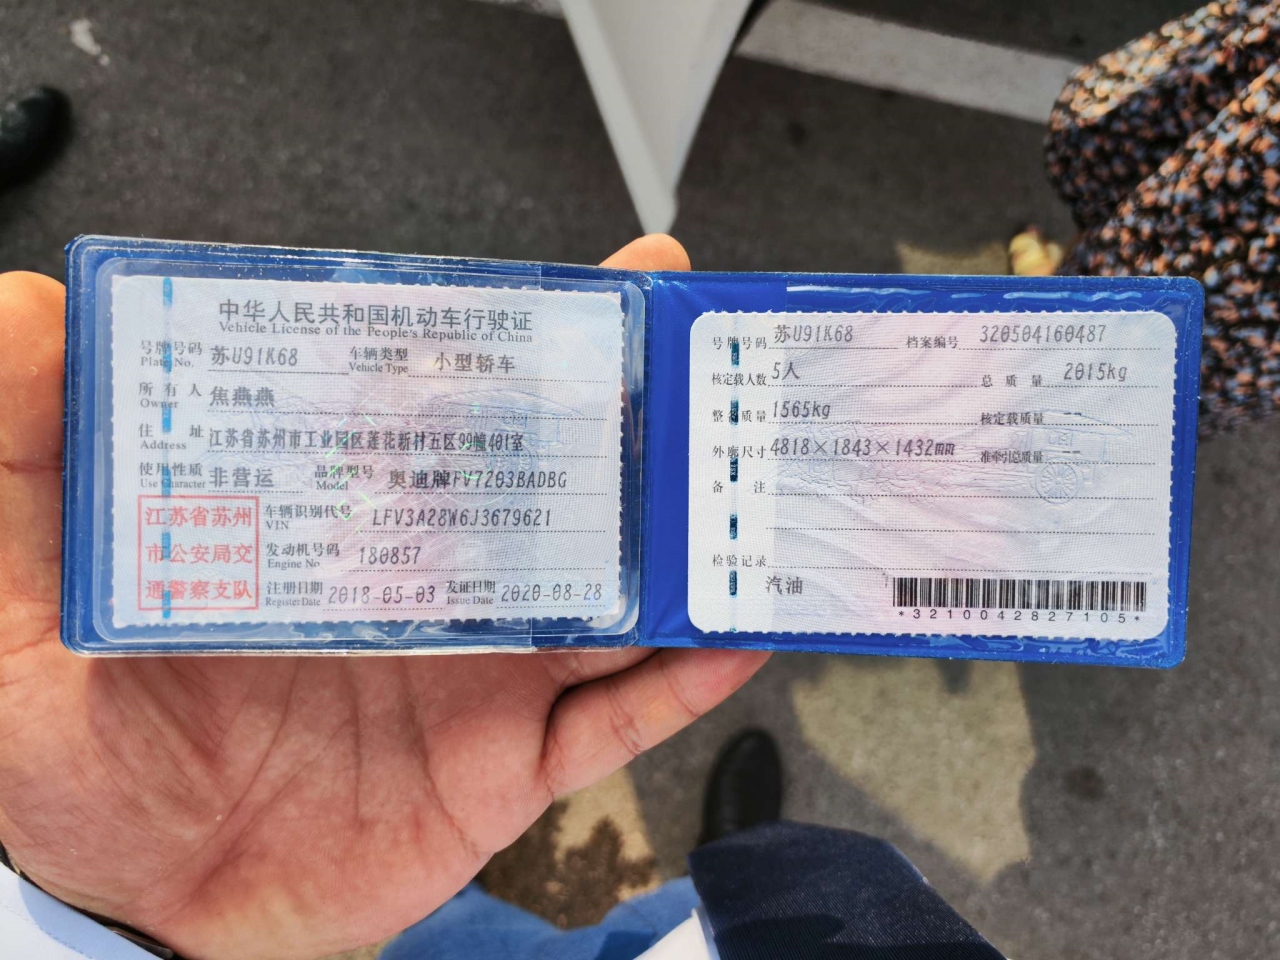 中华人民共和国机动车行驶证
Vehicle License of the People's Republic of China
号牌号码 苏U91K68 车辆类型 小型轿车
Plate No. Vehicle Type
所有人 焦燕燕
Owner
住址 江苏省苏州市工业园区莲花新村五区99幢401室
Address
使用性质 非营运 品牌型号 奥迪牌FV7203BADBG
Use Character Model
江苏省苏州
市公安局交
通警察支队
车辆识别代号 LFV3A28W6J3679621
VIN
发动机号码 180857
Engine No
注册日期 2018-05-03 发证日期 2020-08-28
Register Date Issue Date
号牌号码 苏U91K68 档案编号 320504160487
核定载人数 5人 总质量 2015kg
整备质量 1565kg 核定载质量 --
外廓尺寸 4818×1843×1432mm 准牵引总质量 --
备注
检验记录
汽油
*3210042827105*